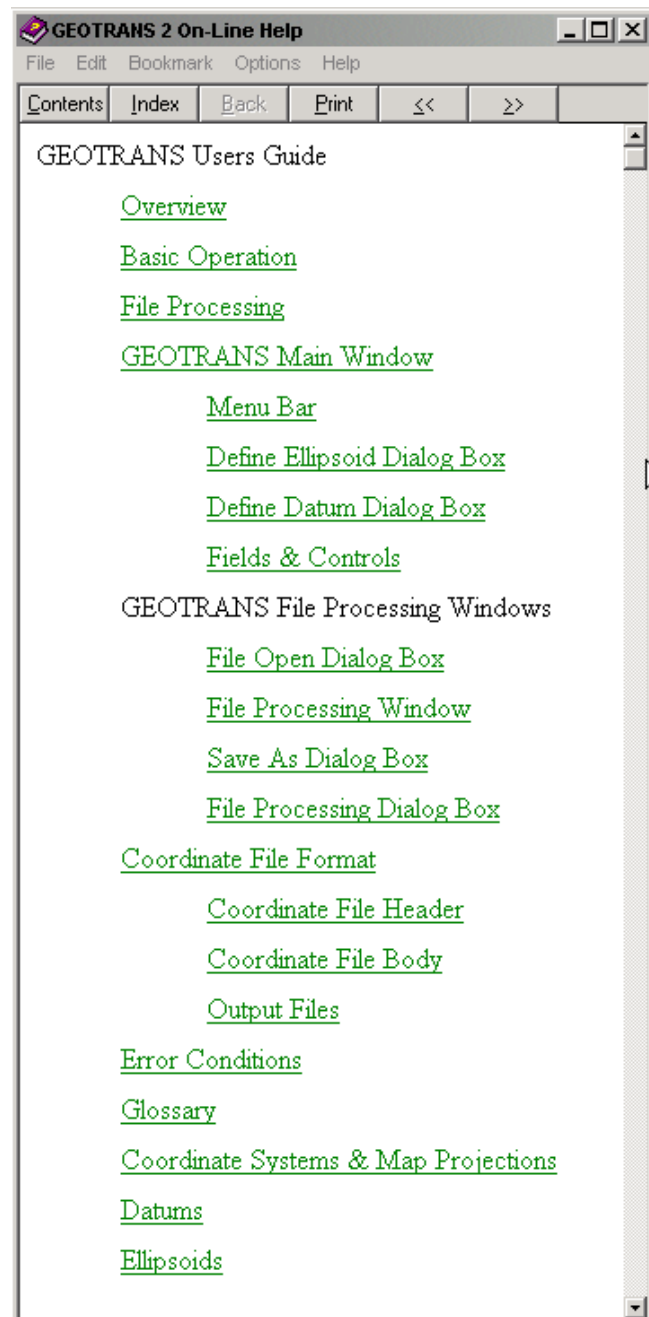 GEOTRANS 2 On-Line Help
File Edit Bookmark Options Help
Contents Index Back Print << >>
GEOTRANS Users Guide
Overview
Basic Operation
File Processing
GEOTRANS Main Window
Menu Bar
Define Ellipsoid Dialog Box
Define Datum Dialog Box
Fields & Controls
GEOTRANS File Processing Windows
File Open Dialog Box
File Processing Window
Save As Dialog Box
File Processing Dialog Box
Coordinate File Format
Coordinate File Header
Coordinate File Body
Output Files
Error Conditions
Glossary
Coordinate Systems & Map Projections
Datums
Ellipsoids